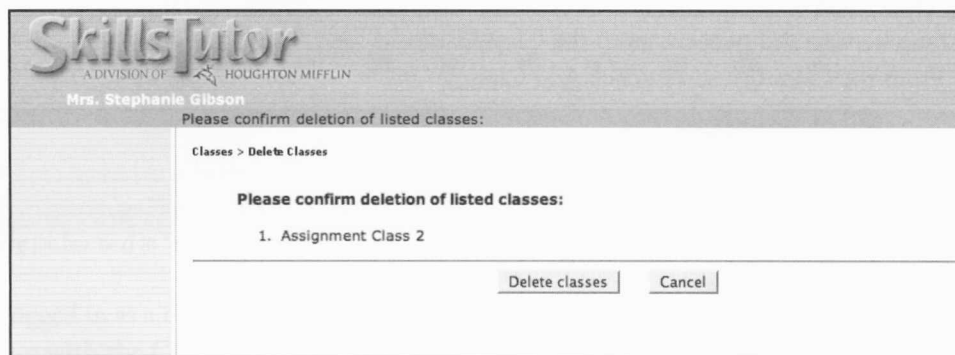 SkillsTutor
A DIVISION OF HOUGHTON MIFFLIN
Mrs. Stephanie Gibson
Please confirm deletion of listed classes:
Classes > Delete Classes
Please confirm deletion of listed classes:
1. Assignment Class 2
Delete classes Cancel